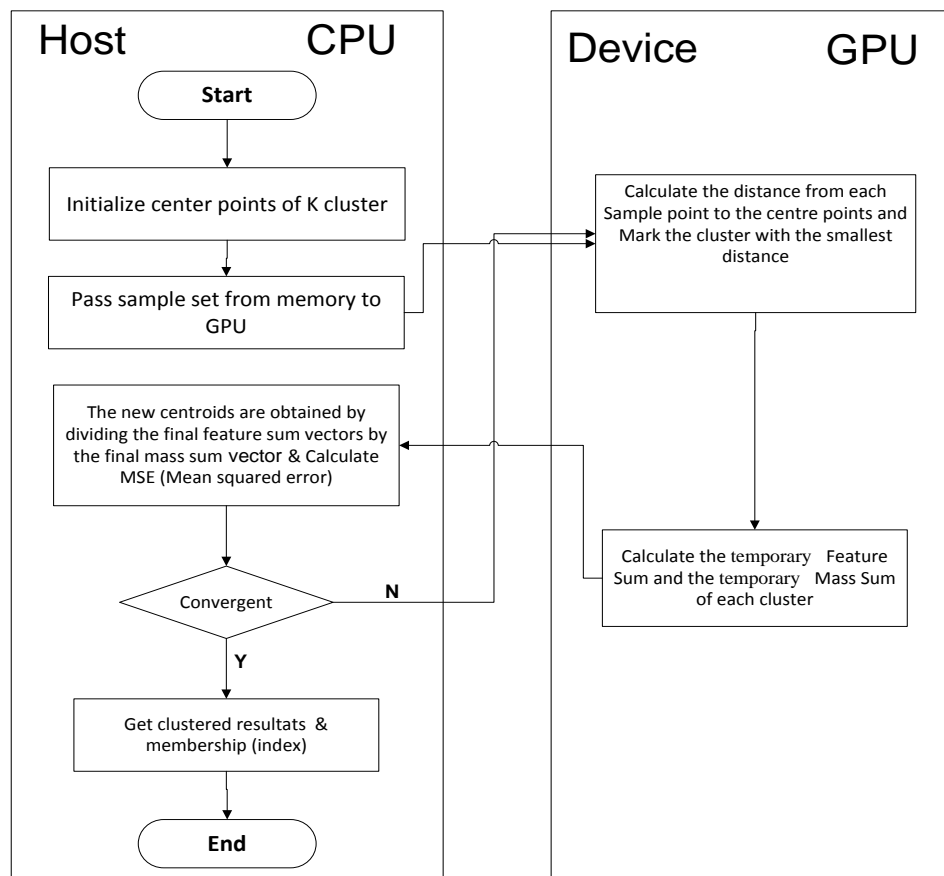 Host CPU
Start
Initialize center points of K cluster
Pass sample set from memory to
GPU
The new centroids are obtained by
dividing the final feature sum vectors by
the final mass sum vector & Calculate
MSE (Mean squared error)
Convergent
N
Y
Get clustered resultats &
membership (index)
End
Device GPU
Calculate the distance from each
Sample point to the centre points and
Mark the cluster with the smallest
distance
Calculate the temporary Feature
Sum and the temporary Mass Sum
of each cluster